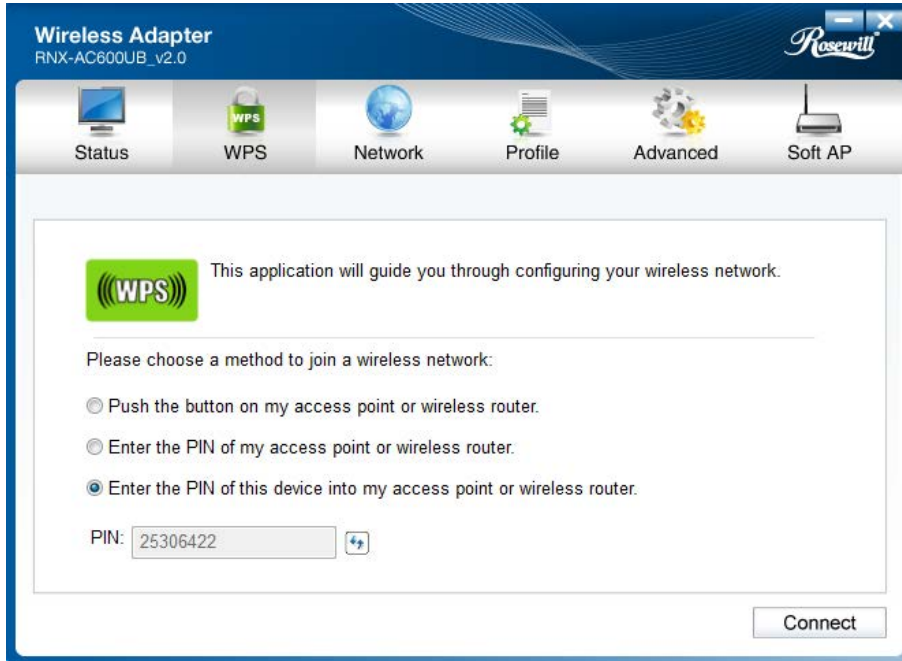 Wireless Adapter
RNX-AC600UB_v2.0
Rosewill
WPS
Status
WPS
Network
Profile
Advanced
Soft AP
(((WPS)))
This application will guide you through configuring your wireless network.
Please choose a method to join a wireless network:
Push the button on my access point or wireless router.
Enter the PIN of my access point or wireless router.
Enter the PIN of this device into my access point or wireless router.
PIN: 25306422
Connect